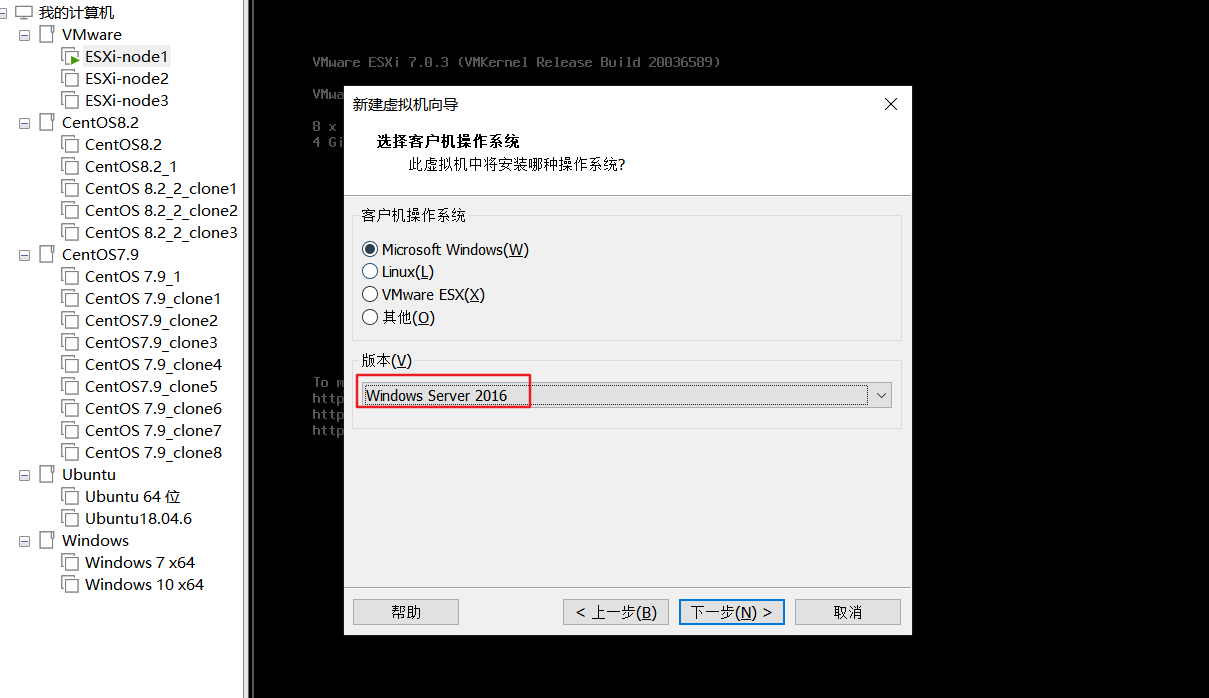 我的计算机
VMware
ESXi-node1
ESXi-node2
ESXi-node3
CentOS8.2
CentOS8.2
CentOS8.2_1
CentOS 8.2_2_clone1
CentOS 8.2_2_clone2
CentOS 8.2_2_clone3
CentOS7.9
CentOS 7.9_1
CentOS 7.9_clone1
CentOS7.9_clone2
CentOS7.9_clone3
CentOS 7.9_clone4
CentOS7.9_clone5
CentOS 7.9_clone6
CentOS 7.9_clone7
CentOS 7.9_clone8
Ubuntu
Ubuntu 64 位
Ubuntu18.04.6
Windows
Windows 7 x64
Windows 10 x64
VMware ESXi 7.0.3 (VMKernel Release Build 20036589)
VMwa
8 x
4 Gi
To m
http
http
http
新建虚拟机向导
选择客户机操作系统
此虚拟机中将安装哪种操作系统?
客户机操作系统
Microsoft Windows(W)
Linux(L)
VMware ESX(X)
其他(O)
版本(V)
Windows Server 2016
帮助
< 上一步(B)
下一步(N) >
取消